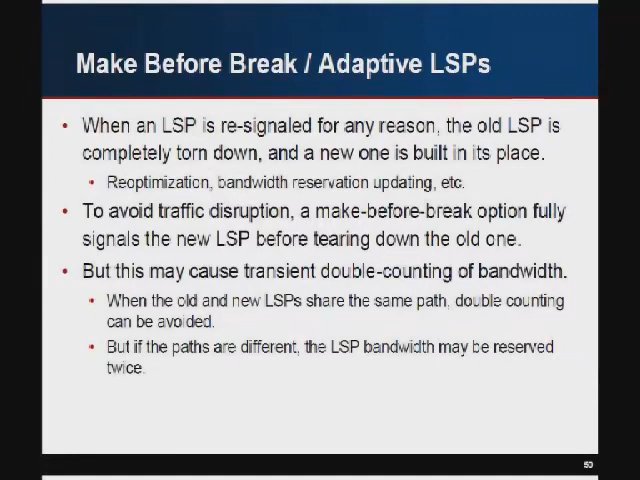 Make Before Break / Adaptive LSPs
• When an LSP is re-signaled for any reason, the old LSP is
completely torn down, and a new one is built in its place.
• Reoptimization, bandwidth reservation updating, etc.
• To avoid traffic disruption, a make-before-break option fully
signals the new LSP before tearing down the old one.
• But this may cause transient double-counting of bandwidth.
• When the old and new LSPs share the same path, double counting
can be avoided.
• But if the paths are different, the LSP bandwidth may be reserved
twice.
50